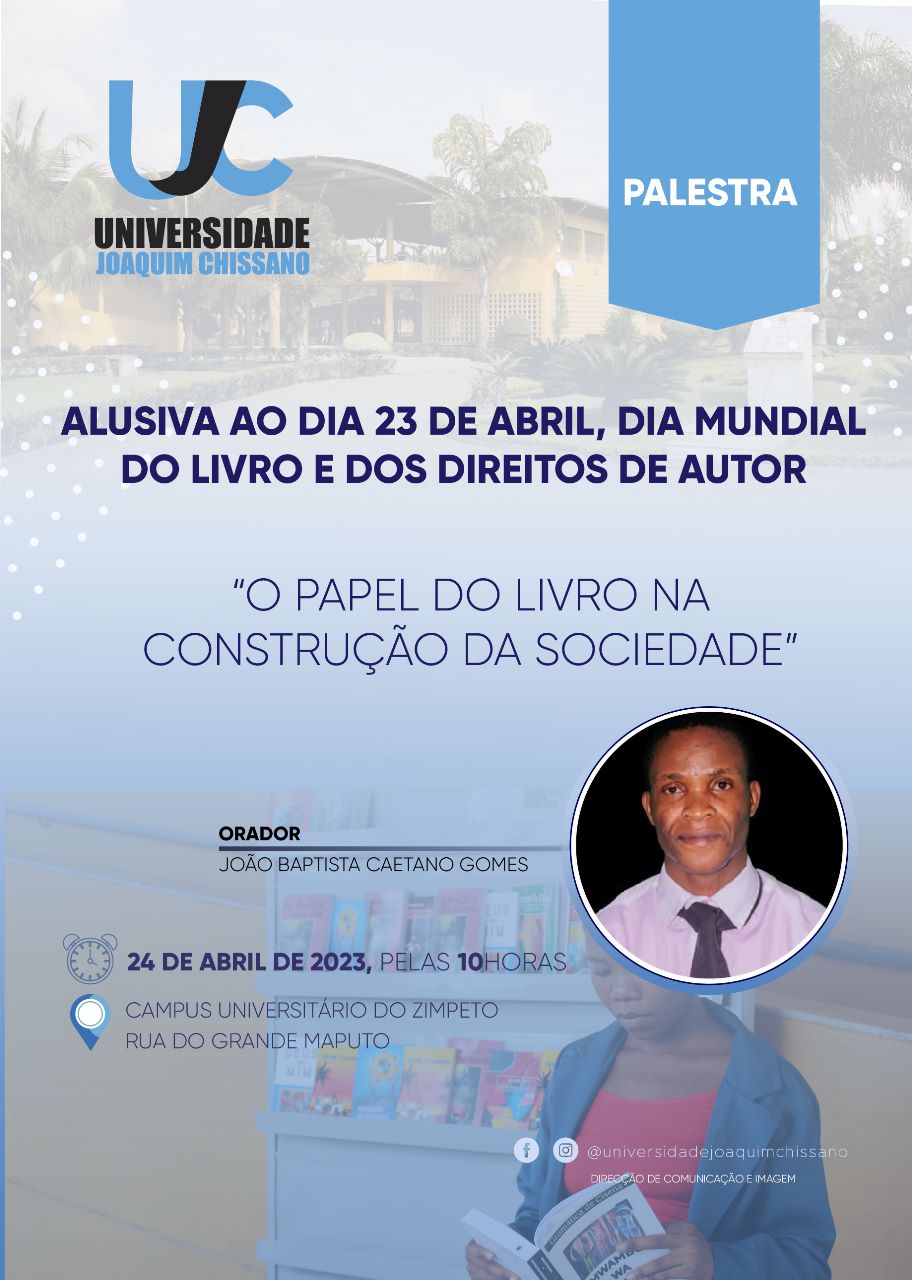 UJC
UNIVERSIDADE
JOAQUIM CHISSANO
PALESTRA
ALUSIVA AO DIA 23 DE ABRIL, DIA MUNDIAL
DO LIVRO E DOS DIREITOS DE AUTOR
“O PAPEL DO LIVRO NA
CONSTRUÇÃO DA SOCIEDADE”
ORADOR
JOÃO BAPTISTA CAETANO GOMES
24 DE ABRIL DE 2023, PELAS 10HORAS
CAMPUS UNIVERSITÁRIO DO ZIMPETO
RUA DO GRANDE MAPUTO
@universidadejoaquimchissano
DIRECÇÃO DE COMUNICAÇÃO E IMAGEM